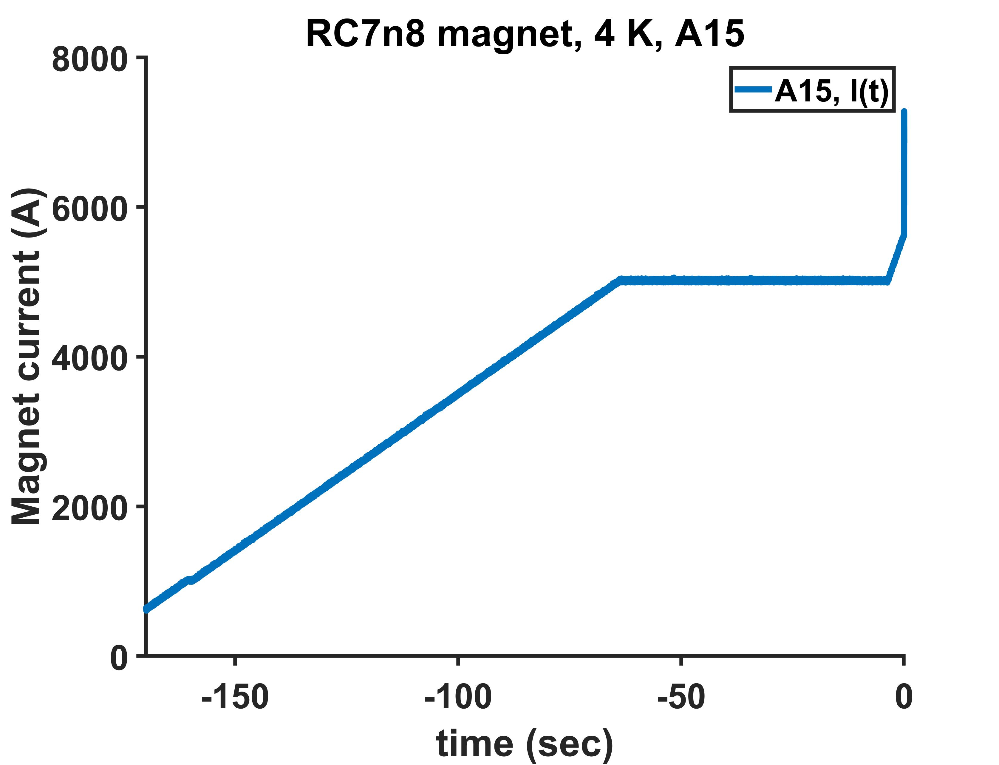 RC7n8 magnet, 4 K, A15
A15, I(t)
Magnet current (A)
8000
6000
4000
2000
0
-150
-100
-50
0
time (sec)